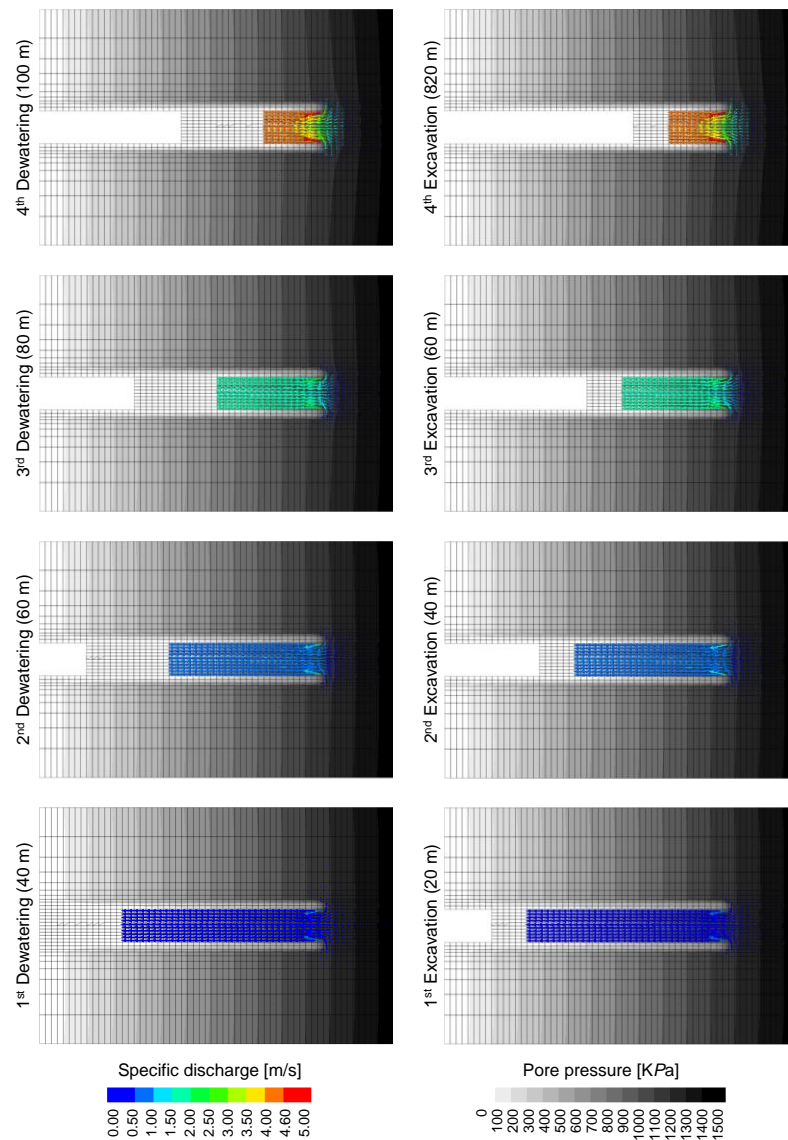 4th Dewatering (100 m)
4th Excavation (820 m)
3rd Dewatering (80 m)
3rd Excavation (60 m)
2nd Dewatering (60 m)
2nd Excavation (40 m)
1st Dewatering (40 m)
1st Excavation (20 m)
Specific discharge [m/s]
0.00
0.50
1.00
1.50
2.00
2.50
3.00
3.50
4.00
4.60
5.00
Pore pressure [KPa]
0
100
200
300
400
500
600
700
800
900
1000
1100
1200
1300
1400
1500